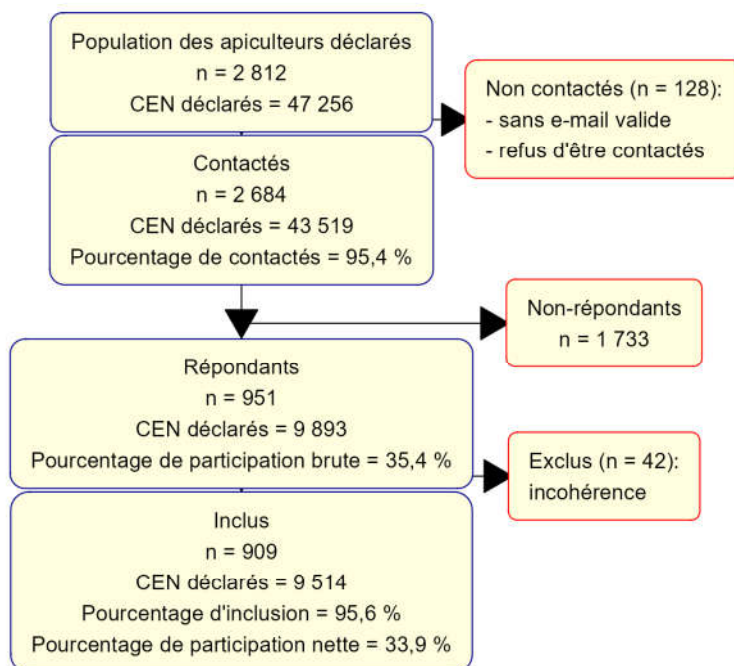 Population des apiculteurs déclarés
n = 2 812
CEN déclarés = 47 256
Non contactés (n = 128):
- sans e-mail valide
- refus d'être contactés
Contactés
n = 2 684
CEN déclarés = 43 519
Pourcentage de contactés = 95,4 %
Non-répondants
n = 1 733
Répondants
n = 951
CEN déclarés = 9 893
Pourcentage de participation brute = 35,4 %
Exclus (n = 42):
incohérence
Inclus
n = 909
CEN déclarés = 9 514
Pourcentage d'inclusion = 95,6 %
Pourcentage de participation nette = 33,9 %